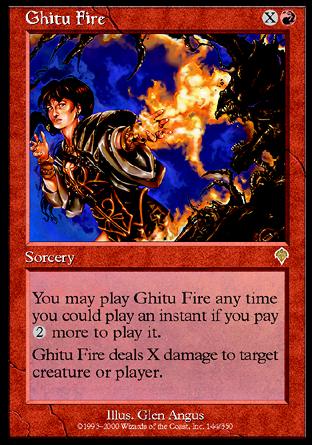 Ghitu Fire X
Sorcery
You may play Ghitu Fire any time
you could play an instant if you pay
2 more to play it.
Ghitu Fire deals X damage to target
creature or player.
Illus. Glen Angus
©1993-2000 Wizards of the Coast, Inc. 144/350